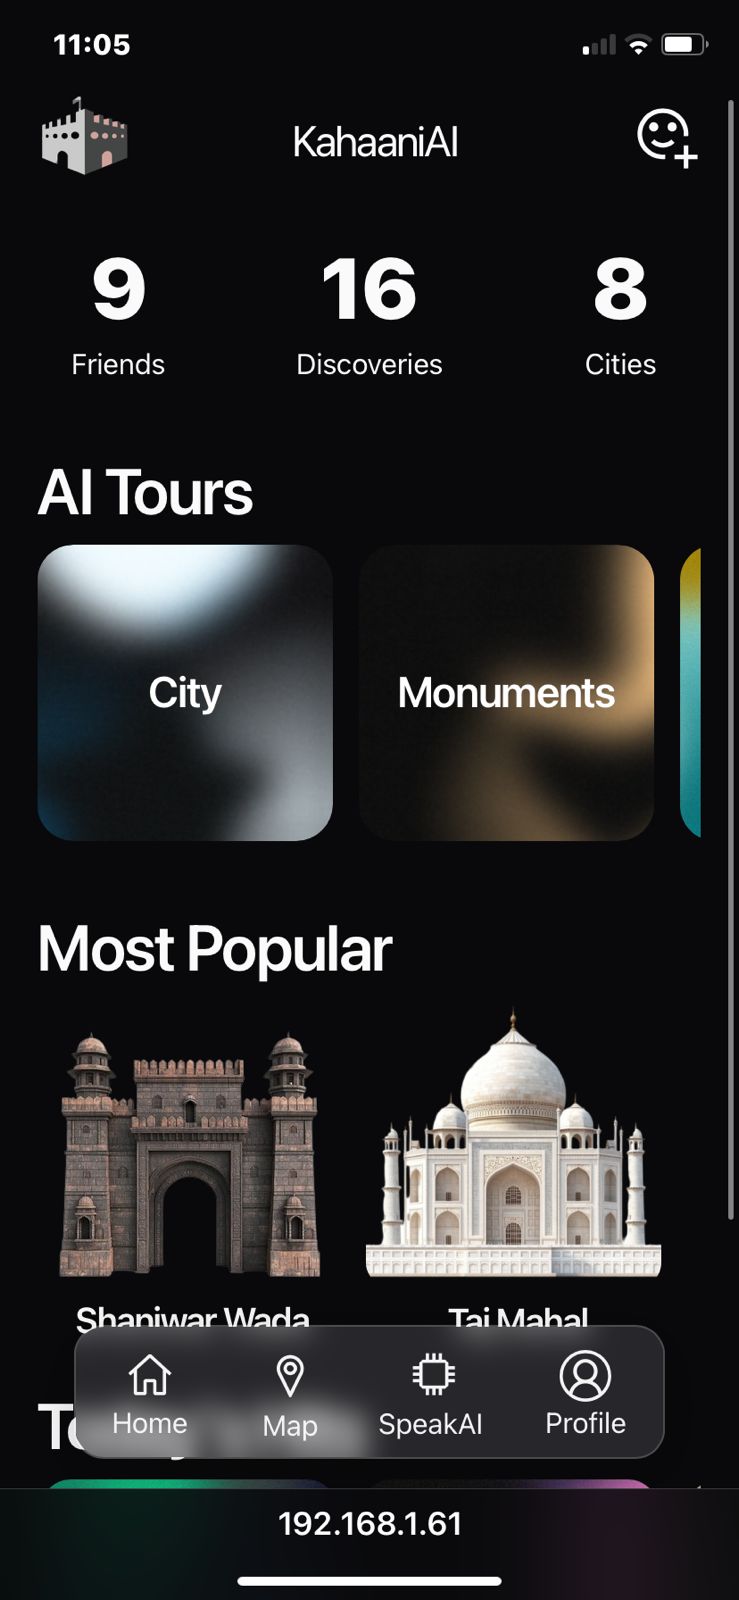 11:05
KahaaniAI
9 16 8
Friends Discoveries Cities
AI Tours
City Monuments
Most Popular
Shaniwar Wada Taj Mahal
Home Map SpeakAI Profile
192.168.1.61